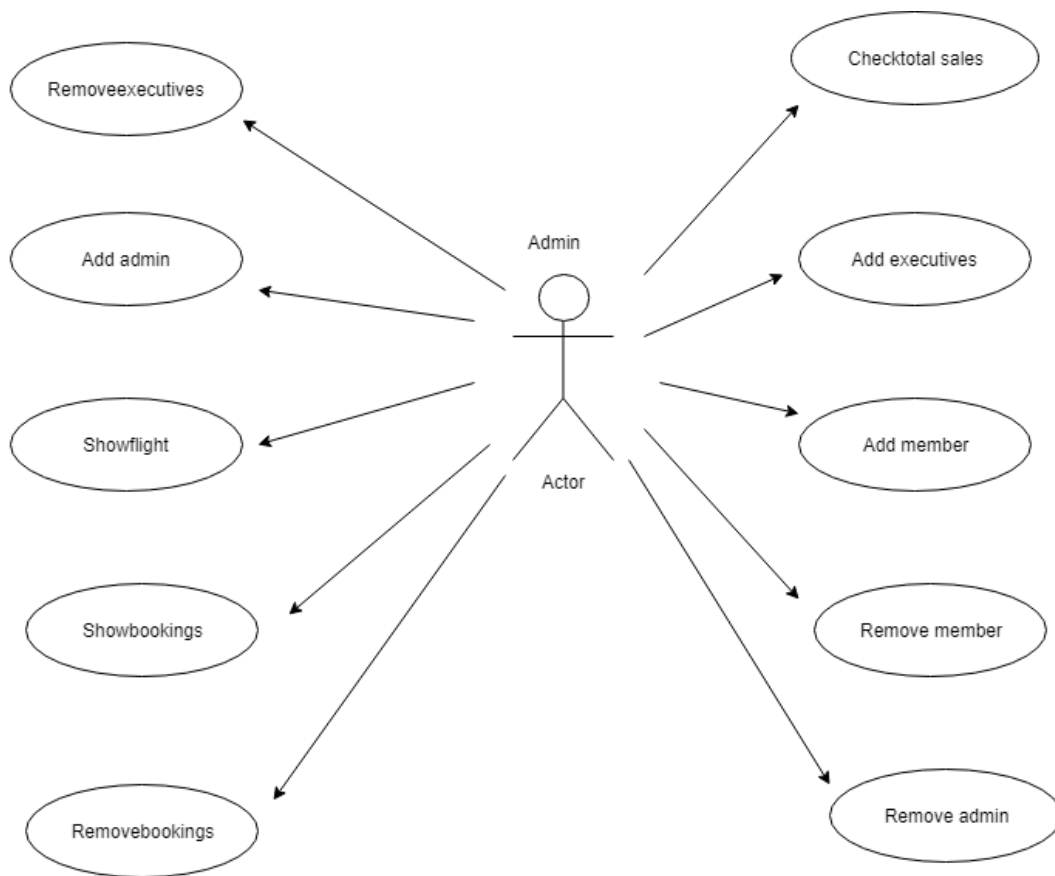 Checktotal sales
Removeexecutives
Admin
Add admin
Add executives
Showflight
Add member
Actor
Showbookings
Remove member
Removebookings
Remove admin